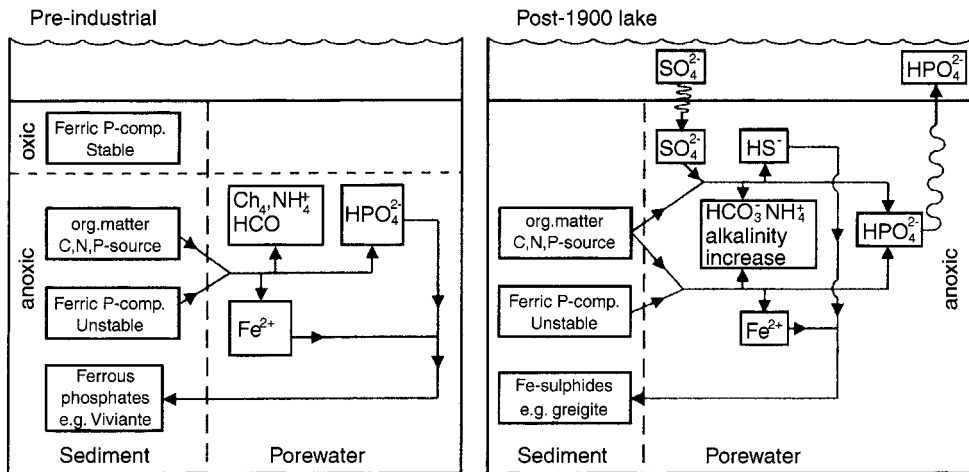 Pre-industrial
oxic
Ferric P-comp.
Stable
anoxic
org.matter
C,N,P-source
Ferric P-comp.
Unstable
Ferrous
phosphates
e.g. Viviante
Ch₄,NH₄⁺
HCO
HPO₄²⁻
Fe²⁺
Sediment
Porewater
Post-1900 lake
SO₄²⁻
HPO₄²⁻
SO₄²⁻
HS⁻
org.matter
C,N,P-source
HCO₃⁻NH₄⁺
alkalinity
increase
HPO₄²⁻
anoxic
Ferric P-comp.
Unstable
Fe²⁺
Fe-sulphides
e.g. greigite
Sediment
Porewater